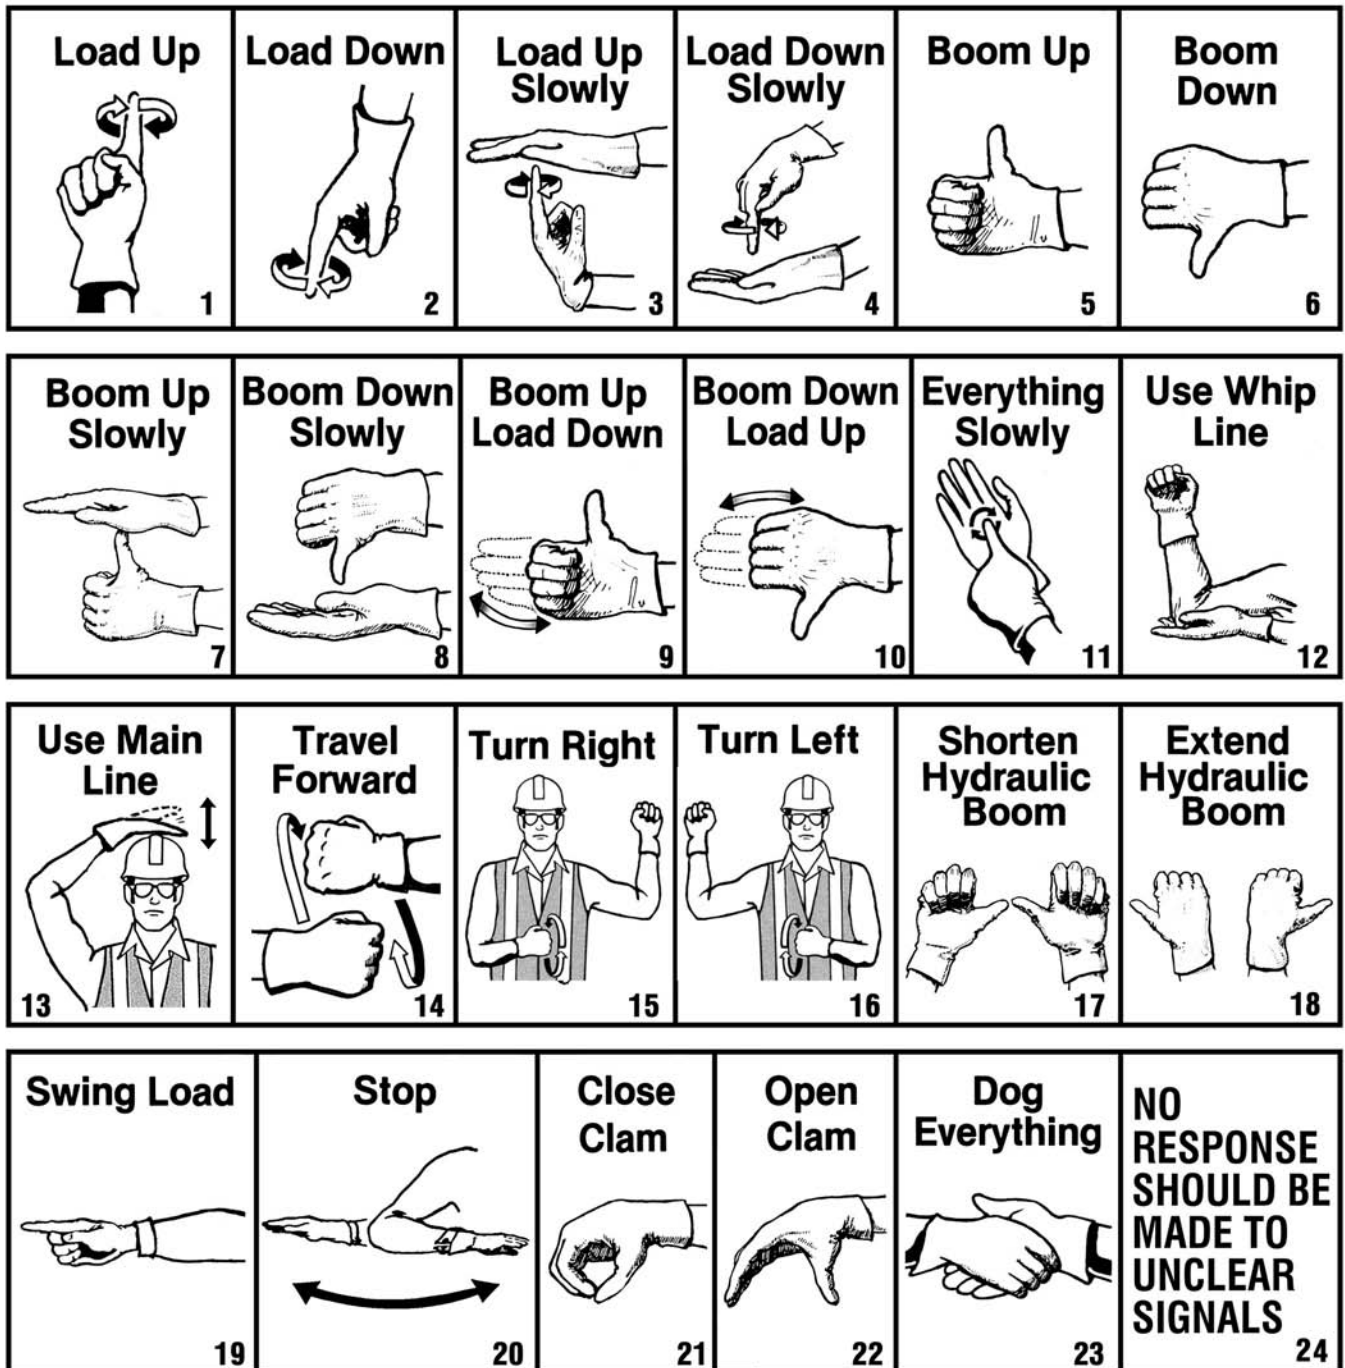 Load Up
1
Load Down
2
Load Up
Slowly
3
Load Down
Slowly
4
Boom Up
5
Boom
Down
6
Boom Up
Slowly
7
Boom Down
Slowly
8
Boom Up
Load Down
9
Boom Down
Load Up
10
Everything
Slowly
11
Use Whip
Line
12
Use Main
Line
13
Travel
Forward
14
Turn Right
15
Turn Left
16
Shorten
Hydraulic
Boom
17
Extend
Hydraulic
Boom
18
Swing Load
19
Stop
20
Close
Clam
21
Open
Clam
22
Dog
Everything
23
NO
RESPONSE
SHOULD BE
MADE TO
UNCLEAR
SIGNALS
24